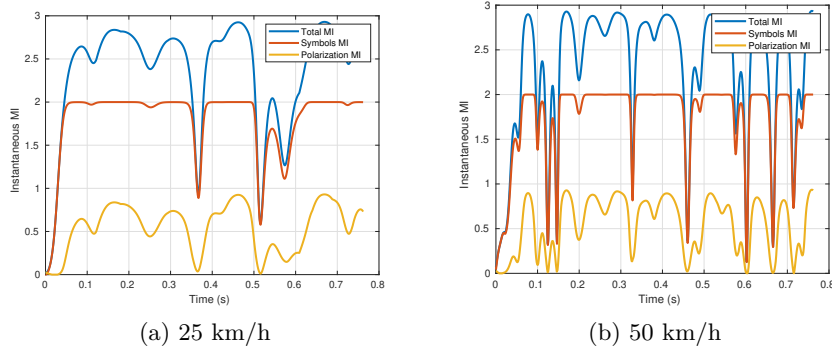 3
2.5
2
1.5
1
0.5
0
Instantaneous MI
0
0.1
0.2
0.3
0.4
0.5
0.6
0.7
0.8
Time (s)
Total MI
Symbols MI
Polarization MI
(a) 25 km/h
3
2.5
2
1.5
1
0.5
0
Instantaneous MI
0
0.1
0.2
0.3
0.4
0.5
0.6
0.7
0.8
Time (s)
Total MI
Symbols MI
Polarization MI
(b) 50 km/h